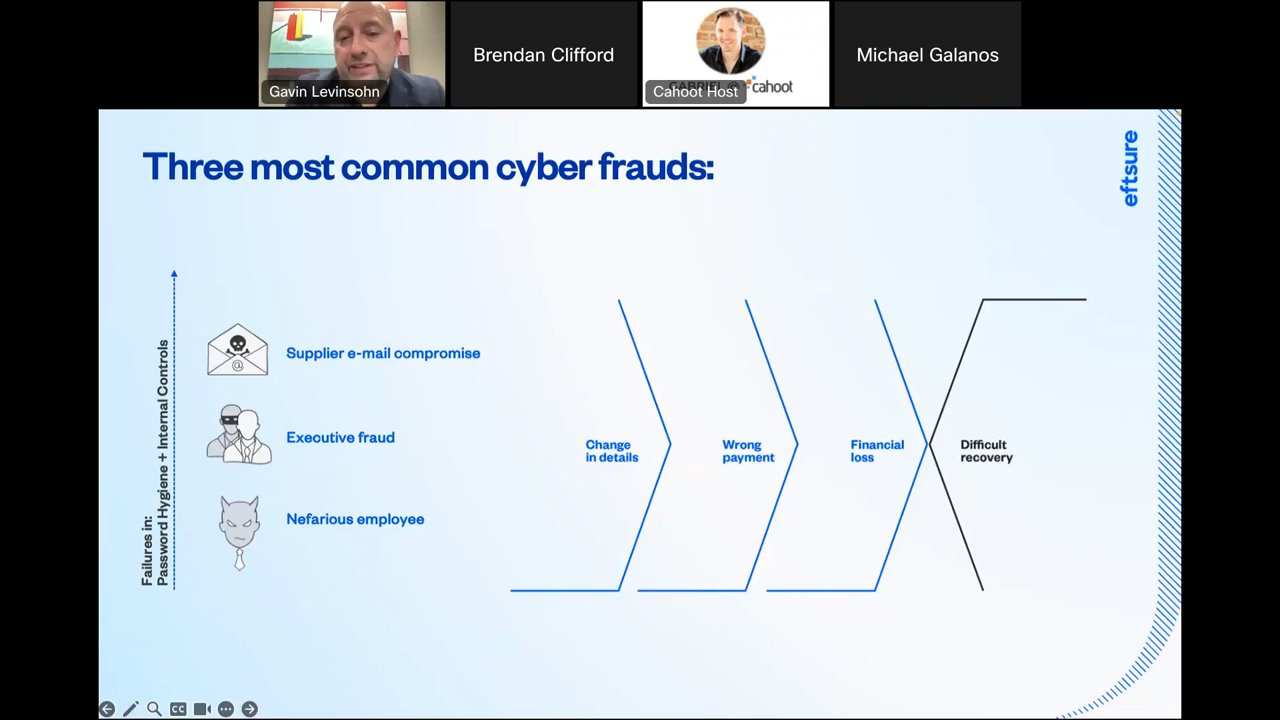 Gavin Levinsohn
Brendan Clifford
cahoot
Cahoot Host
Michael Galanos
Three most common cyber frauds:
eftsure
Failures in:
Password Hygiene + Internal Controls
@
Supplier e-mail compromise
Executive fraud
Nefarious employee
Change
in details
Wrong
payment
Financial
loss
Difficult
recovery
CC